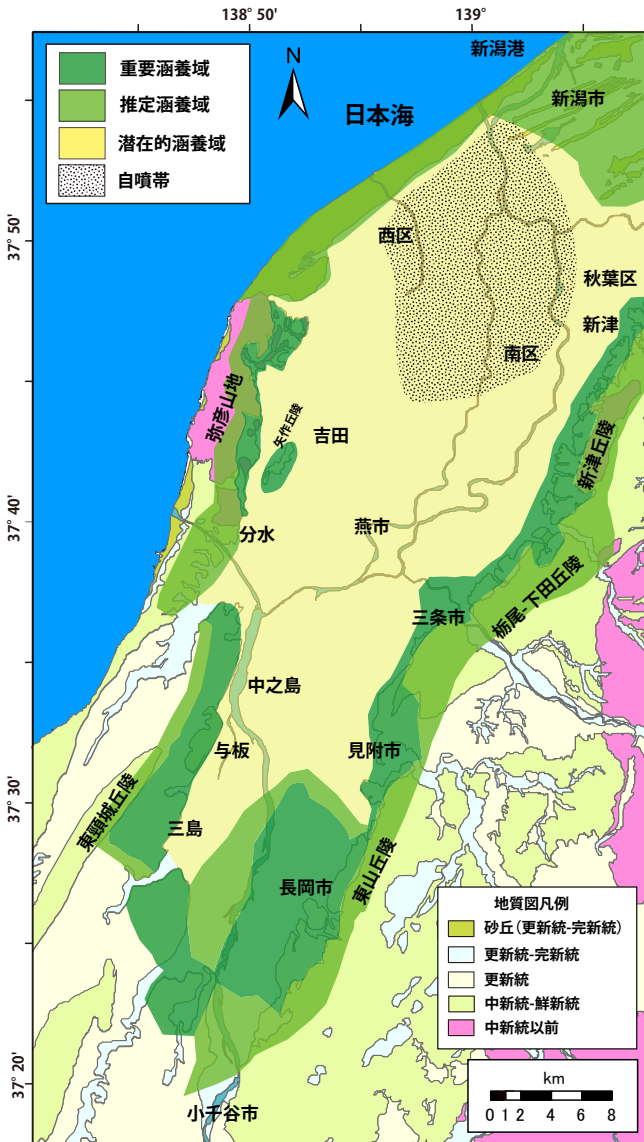 138° 50'
139°
重要涵養域
推定涵養域
潜在的涵養域
自噴帯
N
日本海
新潟港
新潟市
37° 50'
西区
秋葉区
新津
南区
弥彦山地
矢作丘陵
吉田
新津丘陵
37° 40'
分水
燕市
三条市
栃尾-下田丘陵
中之島
与板
見附市
37° 30'
東頸城丘陵
三島
長岡市
東山丘陵
地質図凡例
砂丘(更新統-完新統)
更新統-完新統
更新統
中新統-鮮新統
中新統以前
37° 20'
小千谷市
km
0 1 2 4 6 8